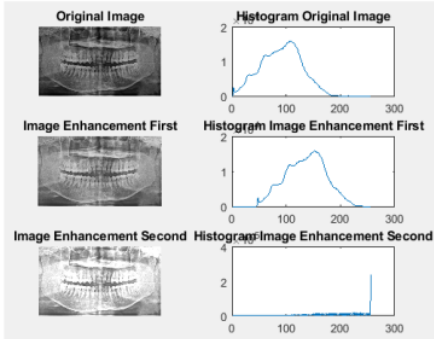 Original Image
Histogram Original Image
2
1
0
0 100 200 300
Image Enhancement First
Histogram Image Enhancement First
2
1
0
0 100 200 300
Image Enhancement Second
Histogram Image Enhancement Second
4
2
0
0 100 200 300